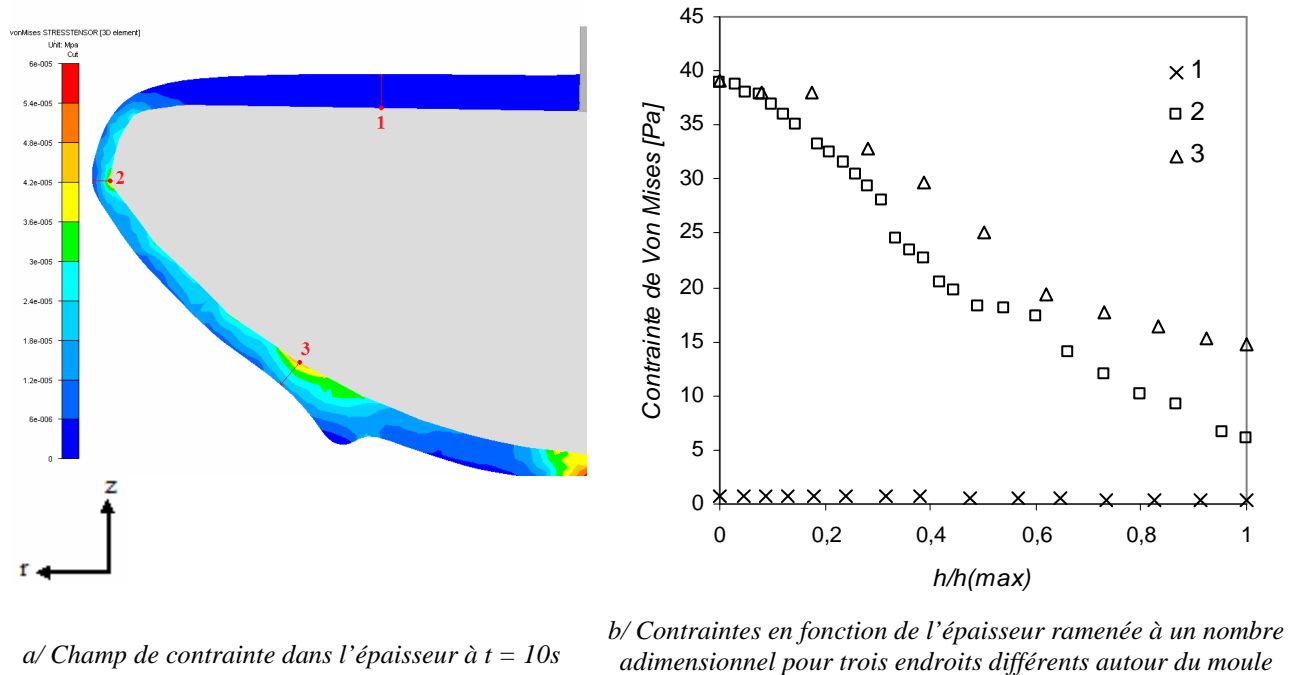 vonMises STRESSTENSOR [3D element]
Unit: Mpa
Cut
6e-005
5.4e-005
4.8e-005
4.2e-005
3.6e-005
3e-005
2.4e-005
1.8e-005
1.2e-005
6e-006
0
1
2
3
z
r
Contrainte de Von Mises [Pa]
45
40
35
30
25
20
15
10
5
0
1
2
3
0
0,2
0,4
0,6
0,8
1
h/h(max)
a/ Champ de contrainte dans l'épaisseur à t = 10s
b/ Contraintes en fonction de l'épaisseur ramenée à un nombre
adimensionnel pour trois endroits différents autour du moule